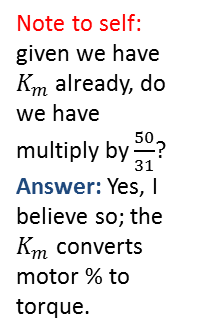 Note to self:
given we have
$K_m$ already, do
we have
multiply by $\frac{50}{31}$?
Answer: Yes, I
believe so; the
$K_m$ converts
motor % to
torque.